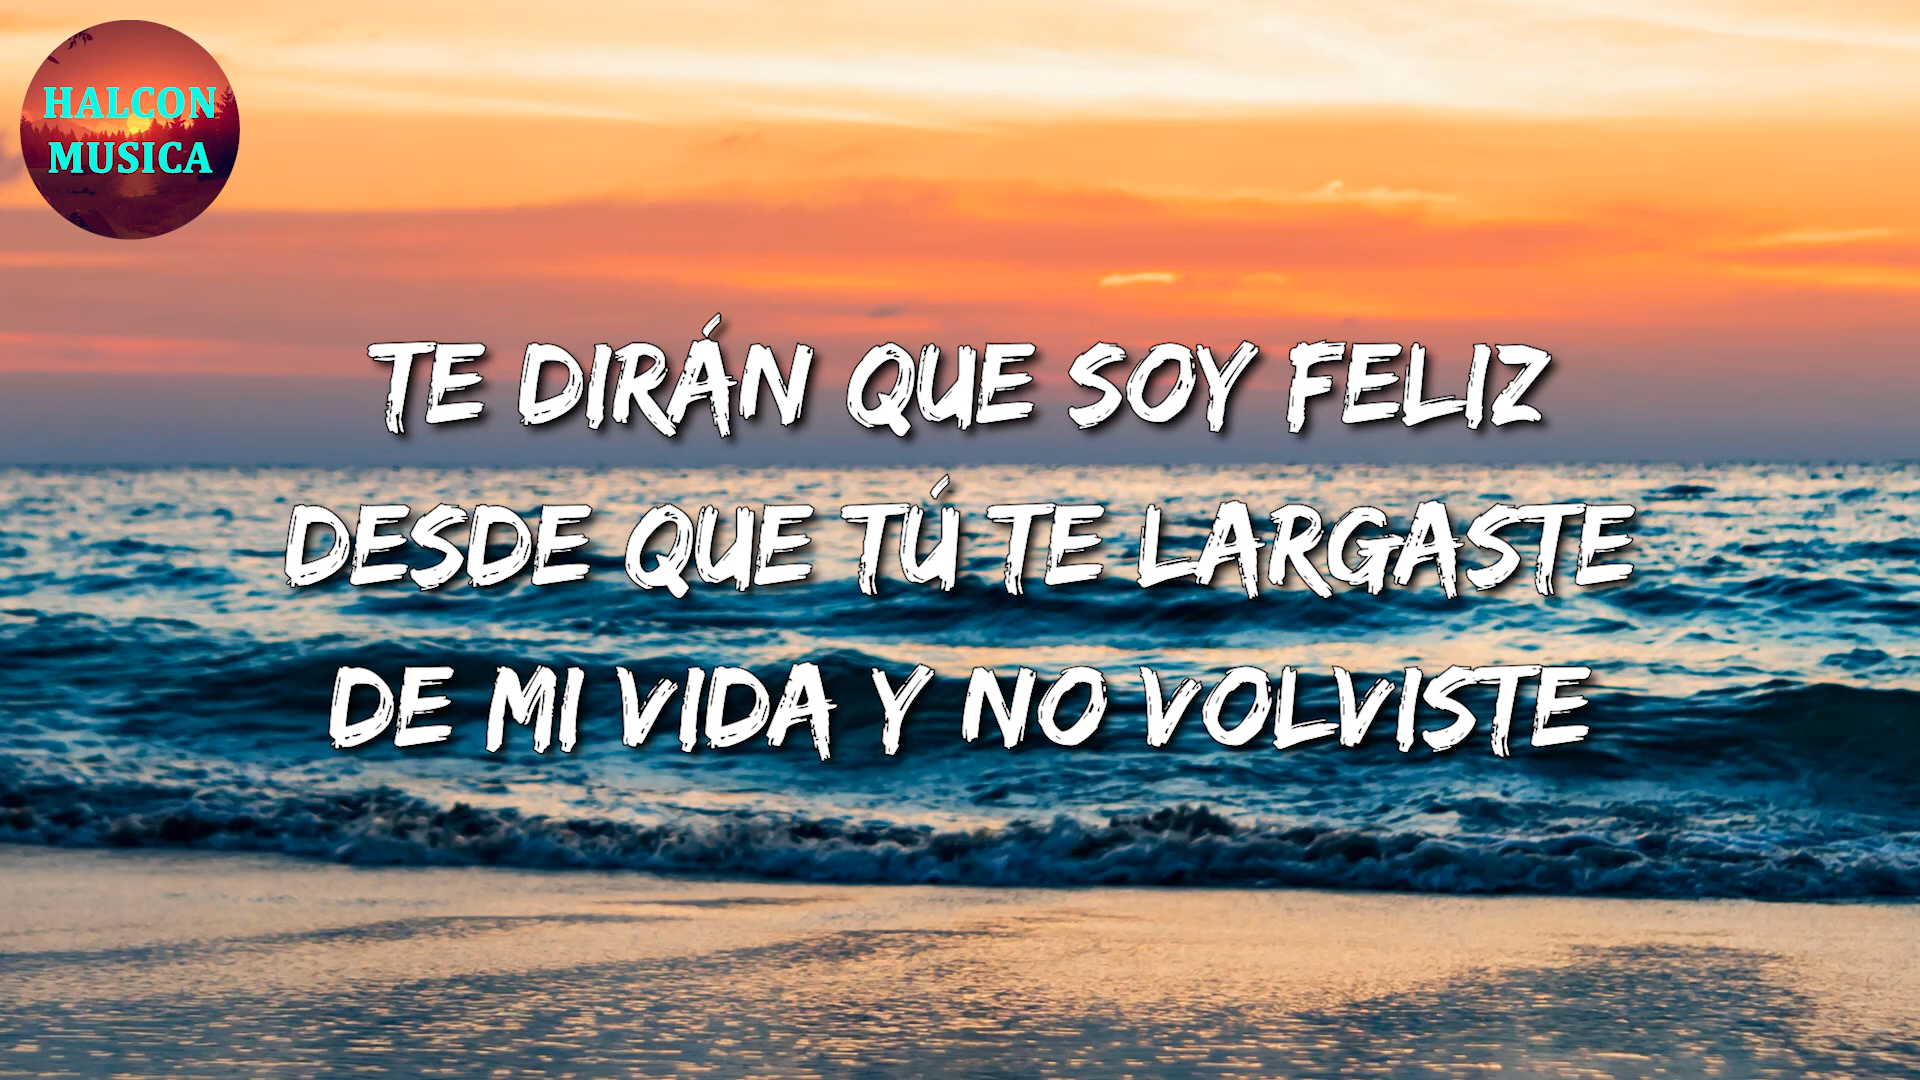 HALCON
MUSICA
TE DIRÁN QUE SOY FELIZ
DESDE QUE TÚ TE LARGASTE
DE MI VIDA Y NO VOLVISTE